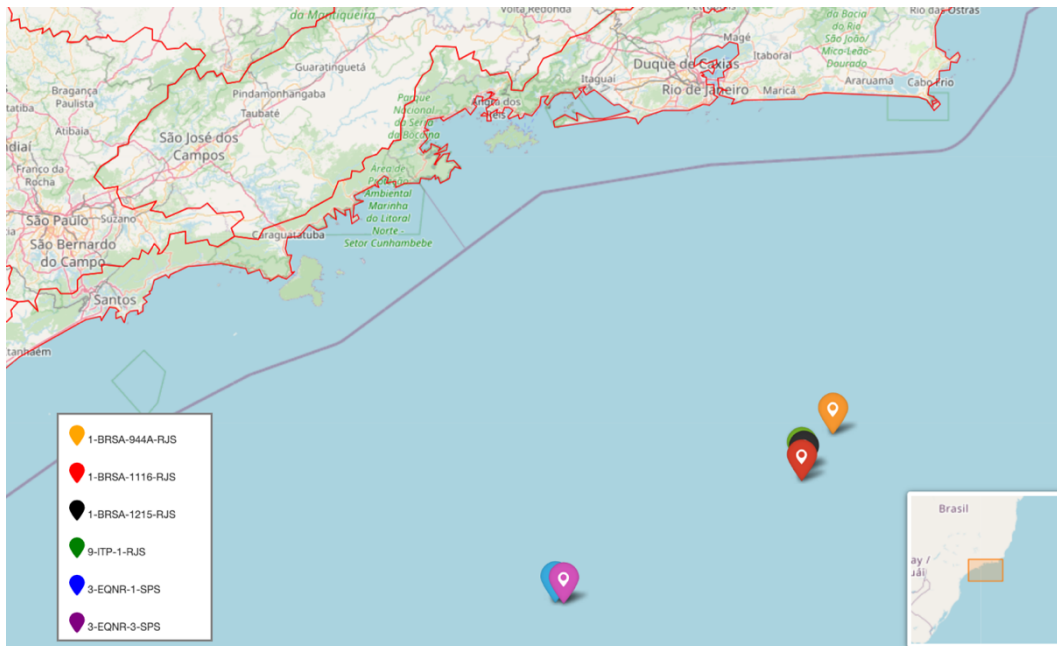 da Mantiqueira
Volta Redonda
da Bacia
do Rio
São João/
Mico-Leão-
Dourado
Rio das Ostras
Magé
Itaboraí
Duque de Caxias
Itaguaí
Rio de Janeiro
Maricá
Araruama
Cabo Frio
Guaratinguetá
Pindamonhangaba
Taubaté
Bragança
Paulista
Atibaia
São José dos
Campos
Parque
Nacional
da Serra
da Bocaina
Angra dos
Reis
Área de
Ambiental
Marinha
do Litoral
Norte -
Setor Cunhambebe
Franco da
Rocha
São Paulo
Suzano
São Bernardo
do Campo
Caraguatatuba
Santos
1-BRSA-944A-RJS
1-BRSA-1116-RJS
1-BRSA-1215-RJS
9-ITP-1-RJS
3-EQNR-1-SPS
3-EQNR-3-SPS
Brasil
ay /
uái